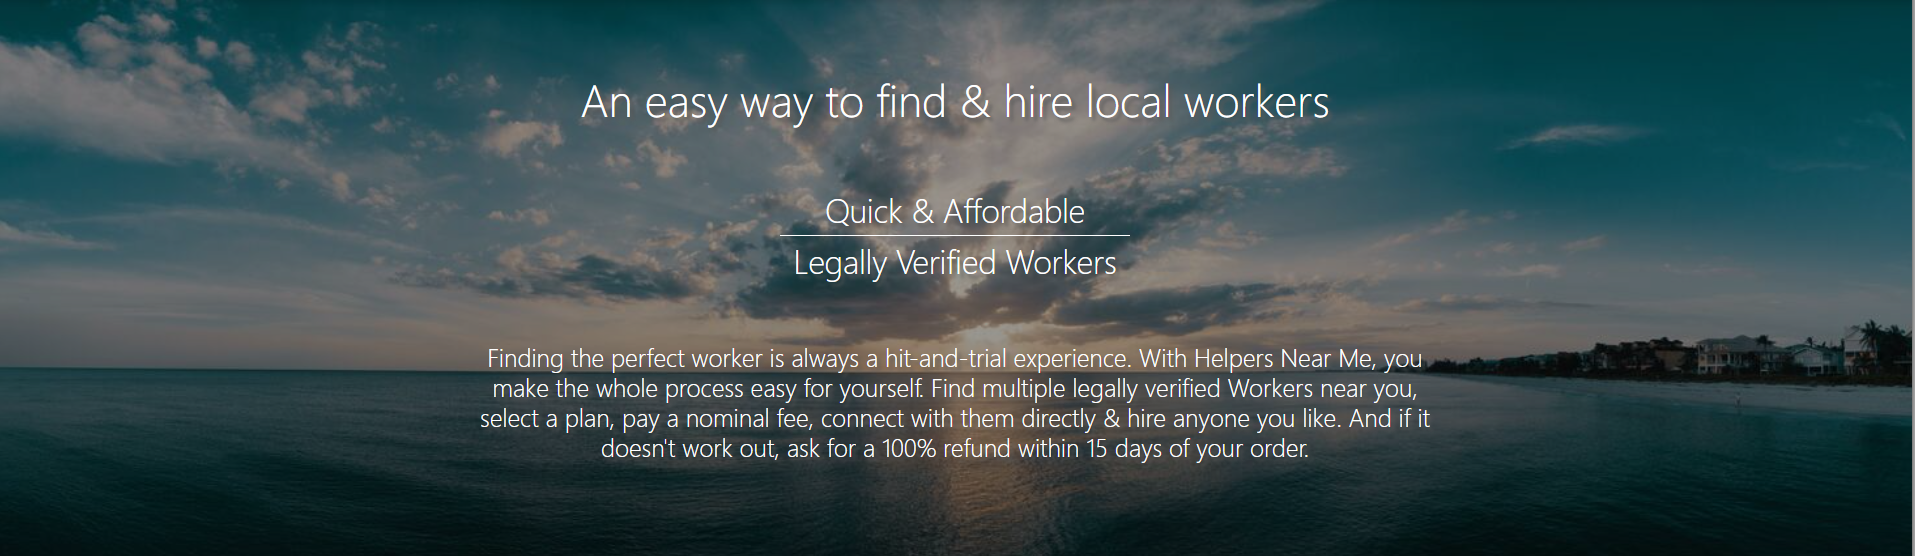 An easy way to find & hire local workers
Quick & Affordable
Legally Verified Workers
Finding the perfect worker is always a hit-and-trial experience. With Helpers Near Me, you
make the whole process easy for yourself. Find multiple legally verified Workers near you,
select a plan, pay a nominal fee, connect with them directly & hire anyone you like. And if it
doesn't work out, ask for a 100% refund within 15 days of your order.